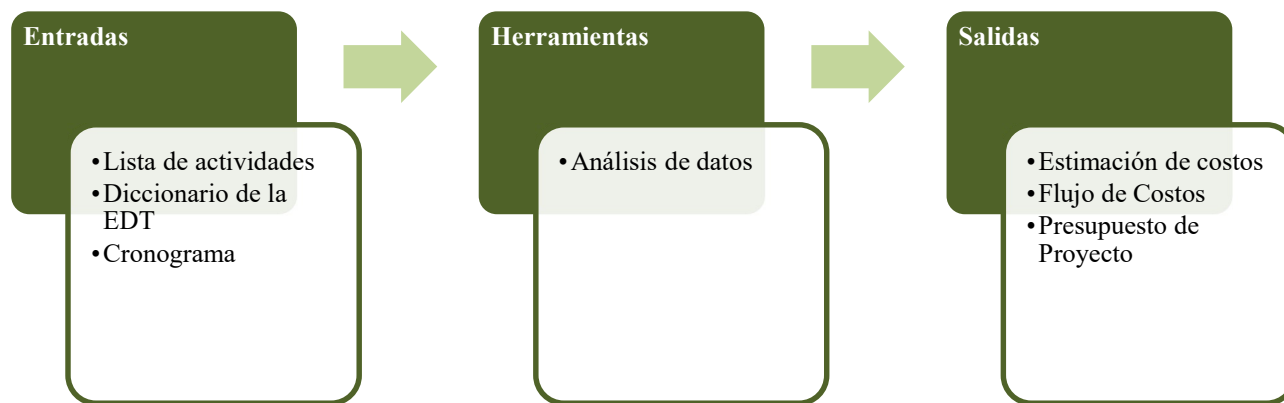 Entradas
•Lista de actividades
•Diccionario de la
EDT
•Cronograma
Herramientas
•Análisis de datos
Salidas
•Estimación de costos
•Flujo de Costos
•Presupuesto de
Proyecto